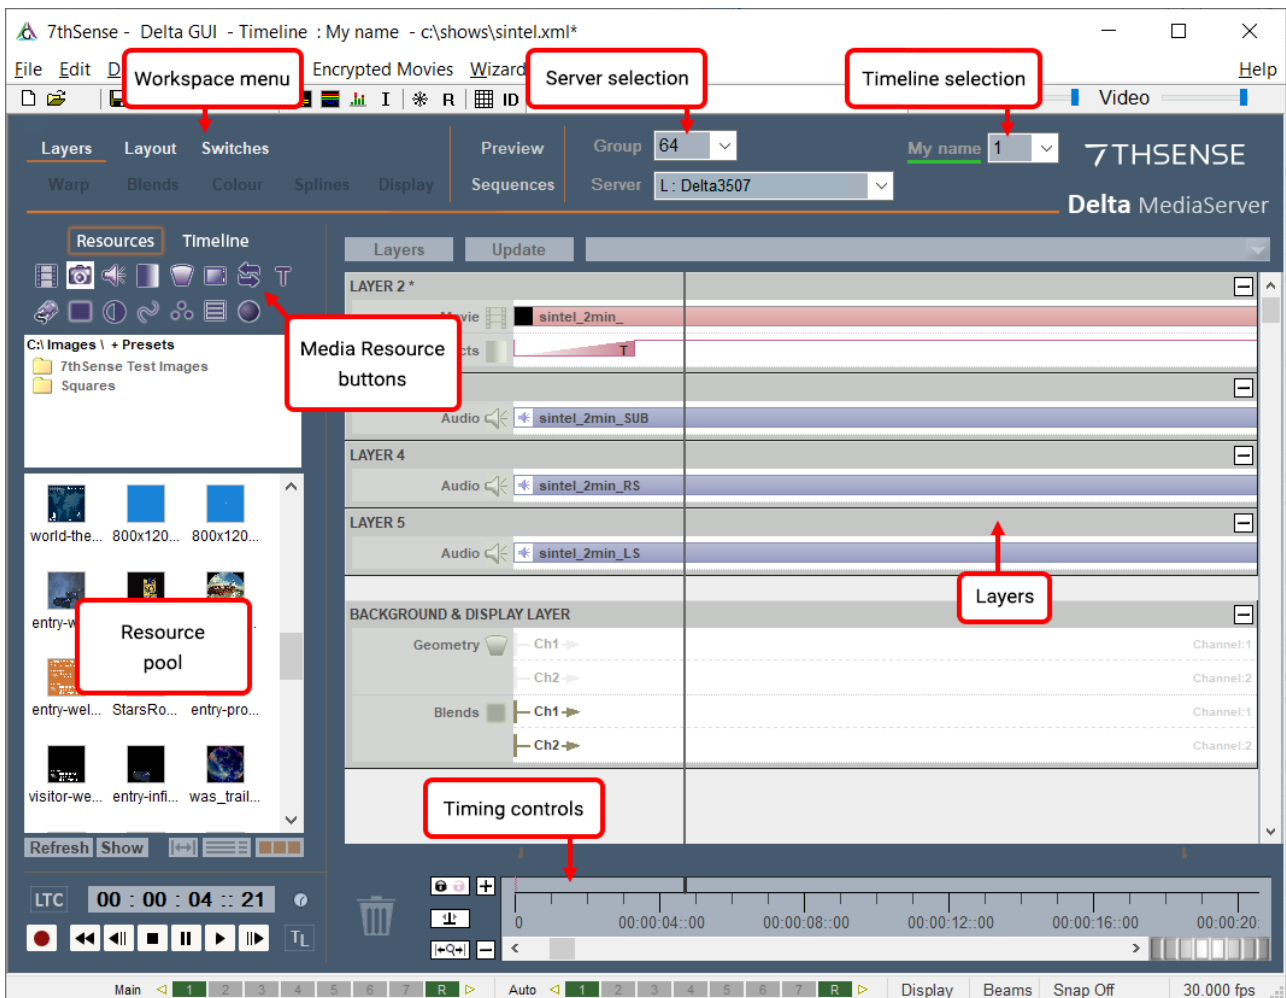 7thSense - Delta GUI - Timeline : My name - c:\shows\sintel.xml*
File Edit D Encrypted Movies Wizard Help
Workspace menu
Server selection
Timeline selection
I R ID Video
Layers Layout Switches Preview Group 64 My name 1 7THSENSE
Warp Blends Colour Splines Display Sequences Server L : Delta3507
Delta MediaServer
Resources Timeline
Layers Update
T
LAYER 2 *
Movie sintel_2min_
Media Resource
buttons
C:\ Images \ + Presets
7thSense Test Images
Squares
cts T
Audio sintel_2min_SUB
LAYER 4
Audio sintel_2min_RS
LAYER 5
Audio sintel_2min_LS
Layers
world-the... 800x120... 800x120...
entry-w
Resource
pool
entry-wel... StarsRo... entry-pro...
visitor-we... entry-infi... was_trail...
BACKGROUND & DISPLAY LAYER
Geometry Ch1 Channel:1
Ch2 Channel:2
Blends Ch1 Channel:1
Ch2 Channel:2
Timing controls
Refresh Show
LTC 00 : 00 : 04 :: 21
TL
0 00:00:04::00 00:00:08::00 00:00:12::00 00:00:16::00 00:00:20:
Main 1 2 3 4 5 6 7 R Auto 1 2 3 4 5 6 7 R Display Beams Snap Off 30.000 fps